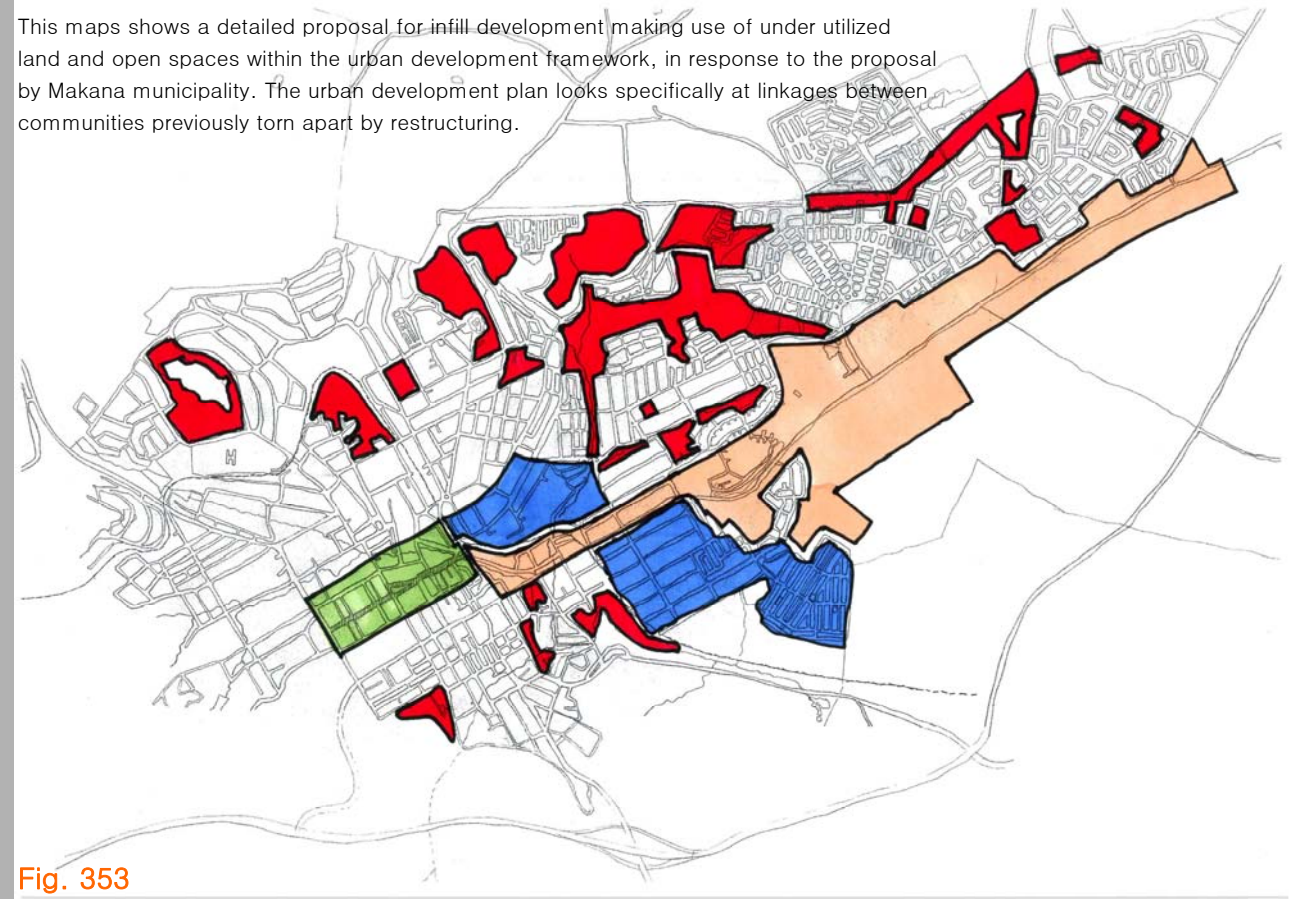 This maps shows a detailed proposal for infill development making use of under utilized
land and open spaces within the urban development framework, in response to the proposal
by Makana municipality. The urban development plan looks specifically at linkages between
communities previously torn apart by restructuring.
H
Fig. 353